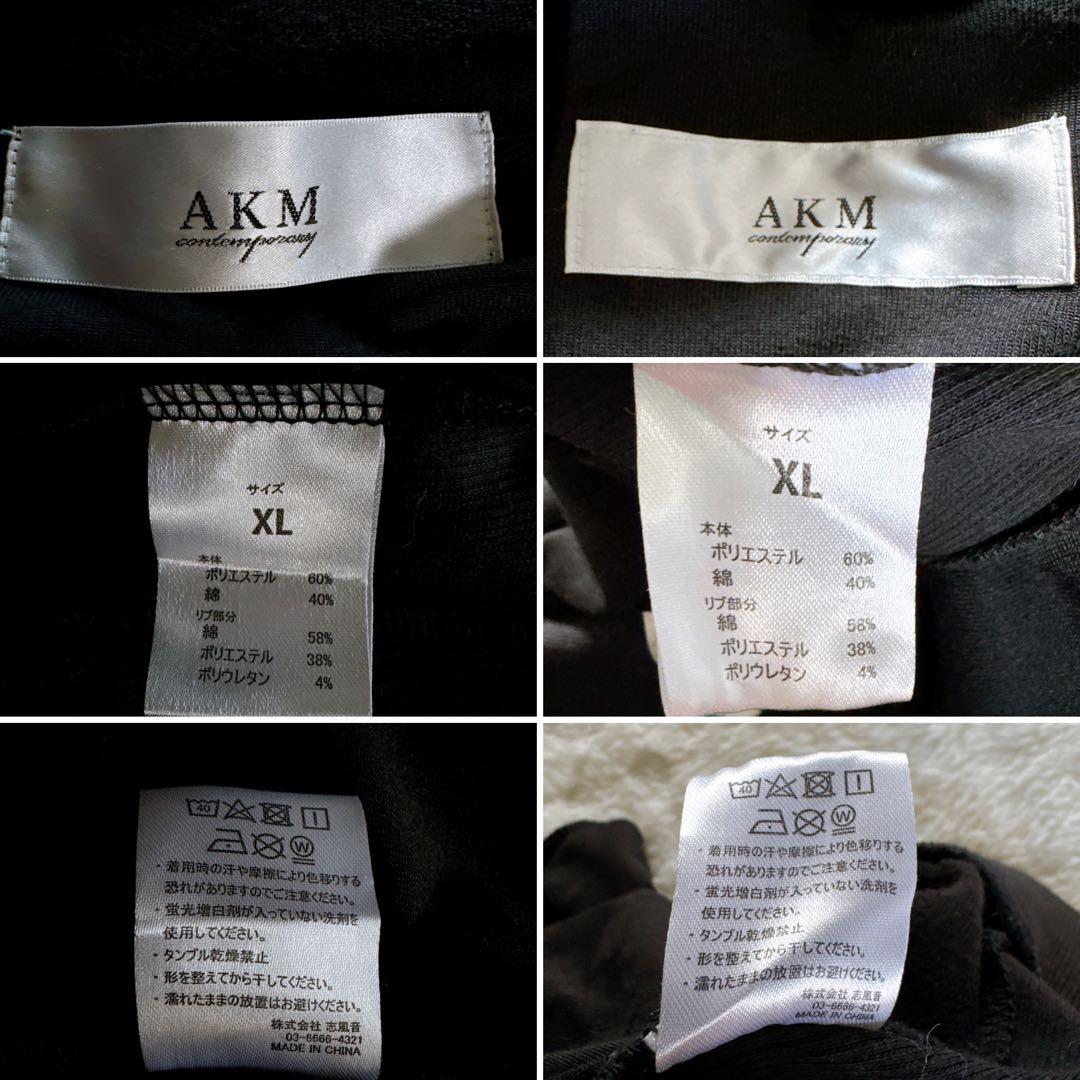 AKM
contemporary
AKM
contemporary
サイズ
XL
本体
ポリエステル 60%
綿 40%
リブ部分
綿 58%
ポリエステル 38%
ポリウレタン 4%
サイズ
XL
本体
ポリエステル 60%
綿 40%
リブ部分
綿 58%
ポリエステル 38%
ポリウレタン 4%
40
W
・着用時の汗や摩擦により色移りする
恐れがありますのでご注意ください。
・蛍光増白剤が入っていない洗剤を
使用してください。
・タンブル乾燥禁止
・形を整えてから干してください。
・濡れたままの放置はお避けください。
株式会社 志風音
03-6666-4321
MADE IN CHINA
40
W
・着用時の汗や摩擦により色移りする
恐れがありますのでご注意ください。
・蛍光増白剤が入っていない洗剤を
使用してください。
・タンブル乾燥禁止
・形を整えてから干してください。
・濡れたままの放置はお避けください。
株式会社 志風音
03-6666-4321
MADE IN CHINA